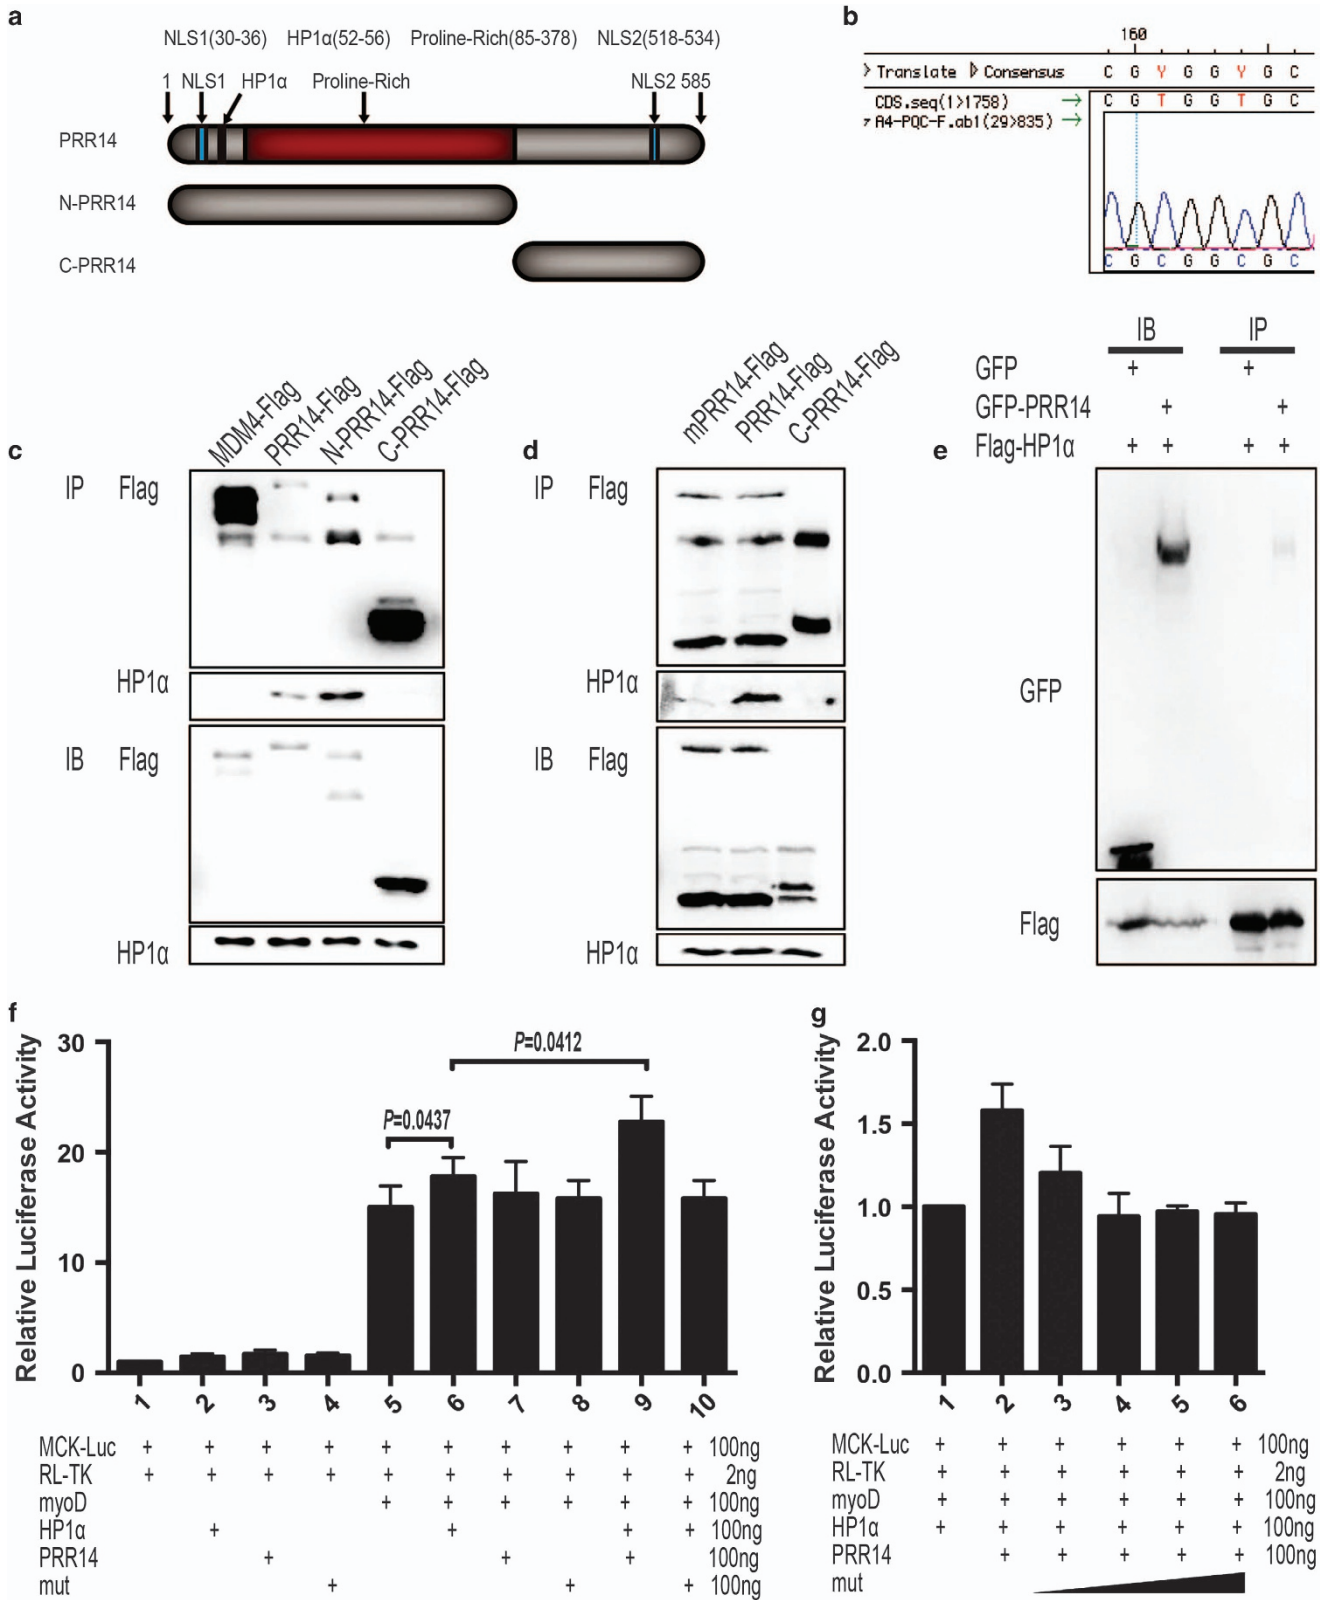 a
NLS1(30-36) HP1α(52-56) Proline-Rich(85-378) NLS2(518-534)
1 NLS1 HP1α Proline-Rich NLS2 585
PRR14
N-PRR14
C-PRR14
b
160
Translate Consensus C G Y G G Y G C
CDS.seq(1>1758) → C G T G G T G C
A4-PQC-F.ab1(29>835) →
C G C G G C G C
c
MDM4-Flag PRR14-Flag N-PRR14-Flag C-PRR14-Flag
IP Flag
HP1α
IB Flag
HP1α
d
mPRR14-Flag PRR14-Flag C-PRR14-Flag
IP Flag
HP1α
IB Flag
HP1α
e
IB IP
GFP + +
GFP-PRR14 + +
Flag-HP1α + + + +
GFP
Flag
f
Relative Luciferase Activity
30
20
10
0
P=0.0437
P=0.0412
1 2 3 4 5 6 7 8 9 10
MCK-Luc + + + + + + + + + + 100ng
RL-TK + + + + + + + + + + 2ng
myoD + + + + + + 100ng
HP1α + + + + 100ng
PRR14 + + + 100ng
mut + + + 100ng
g
Relative Luciferase Activity
2.0
1.5
1.0
0.5
0.0
1 2 3 4 5 6
MCK-Luc + + + + + + 100ng
RL-TK + + + + + + 2ng
myoD + + + + + + 100ng
HP1α + + + + + + 100ng
PRR14 + + + + + 100ng
mut